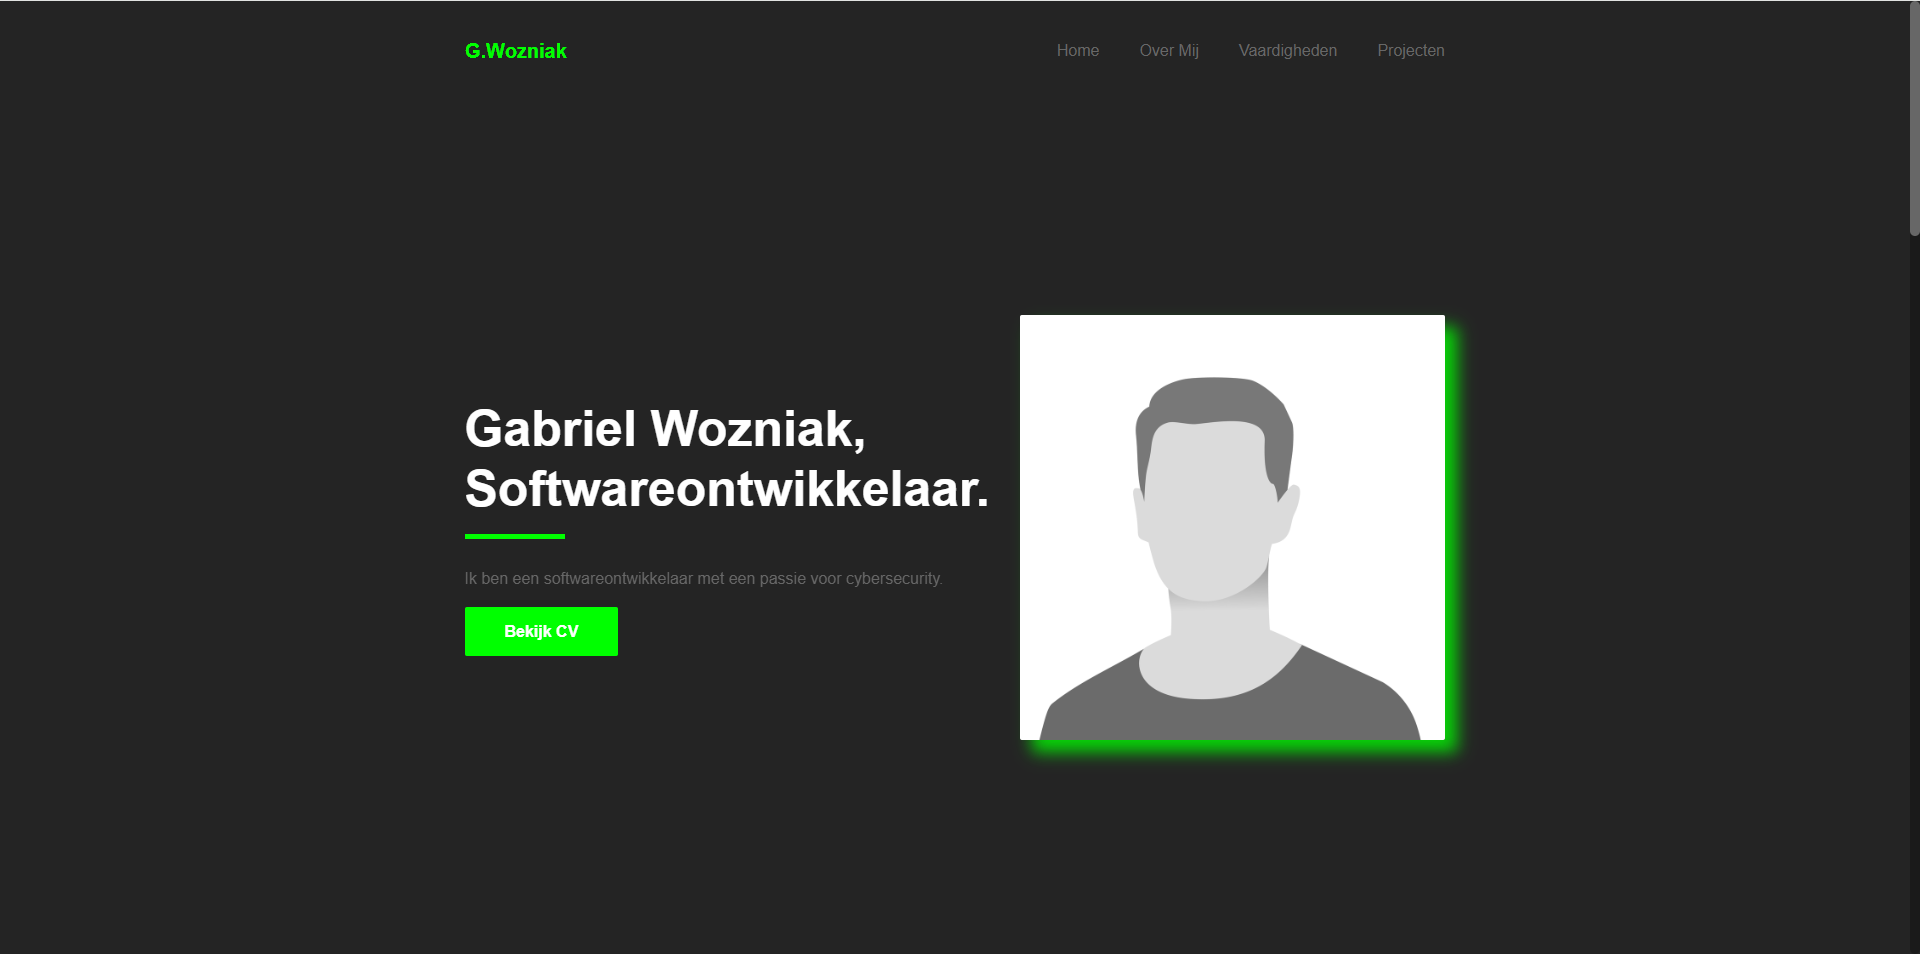 G.Wozniak
Home
Over Mij
Vaardigheden
Projecten
Gabriel Wozniak,
Softwareontwikkelaar.
Ik ben een softwareontwikkelaar met een passie voor cybersecurity.
Bekijk CV